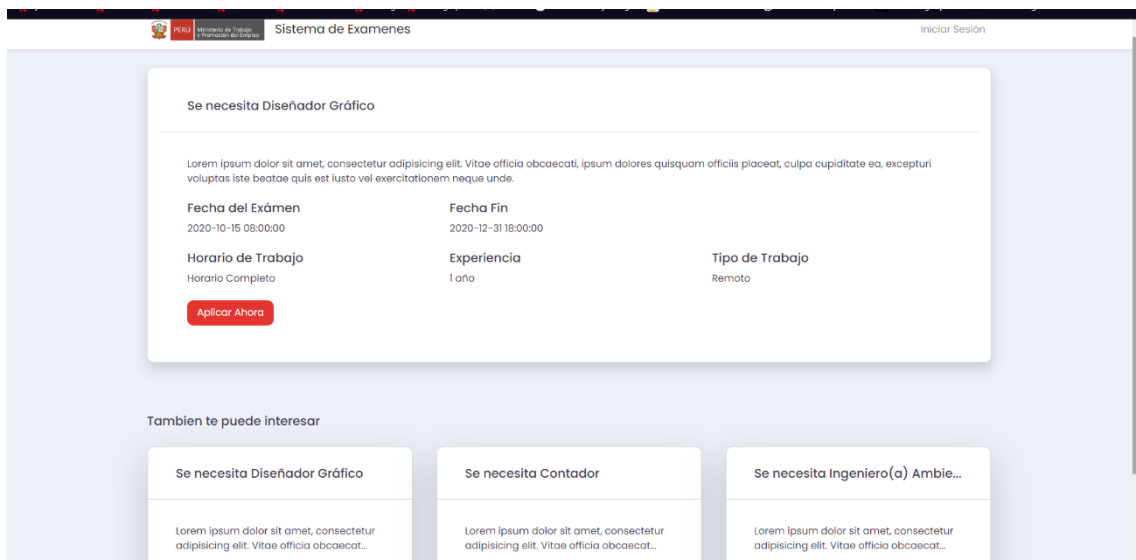 PERÚ Ministerio de Trabajo y Promoción del Empleo Sistema de Examenes Iniciar Sesión
Se necesita Diseñador Gráfico
Lorem ipsum dolor sit amet, consectetur adipisicing elit. Vitae officia obcaecati, ipsum dolores quisquam officiis placeat, culpa cupiditate ea, excepturi
voluptas iste beatae quis est iusto vel exercitationem neque unde.
Fecha del Exámen Fecha Fin
2020-10-15 08:00:00 2020-12-31 18:00:00
Horario de Trabajo Experiencia Tipo de Trabajo
Horario Completo 1 año Remoto
Aplicar Ahora
Tambien te puede interesar
Se necesita Diseñador Gráfico Se necesita Contador Se necesita Ingeniero(a) Ambie...
Lorem ipsum dolor sit amet, consectetur Lorem ipsum dolor sit amet, consectetur Lorem ipsum dolor sit amet, consectetur
adipisicing elit. Vitae officia obcaecat... adipisicing elit. Vitae officia obcaecat... adipisicing elit. Vitae officia obcaecat...